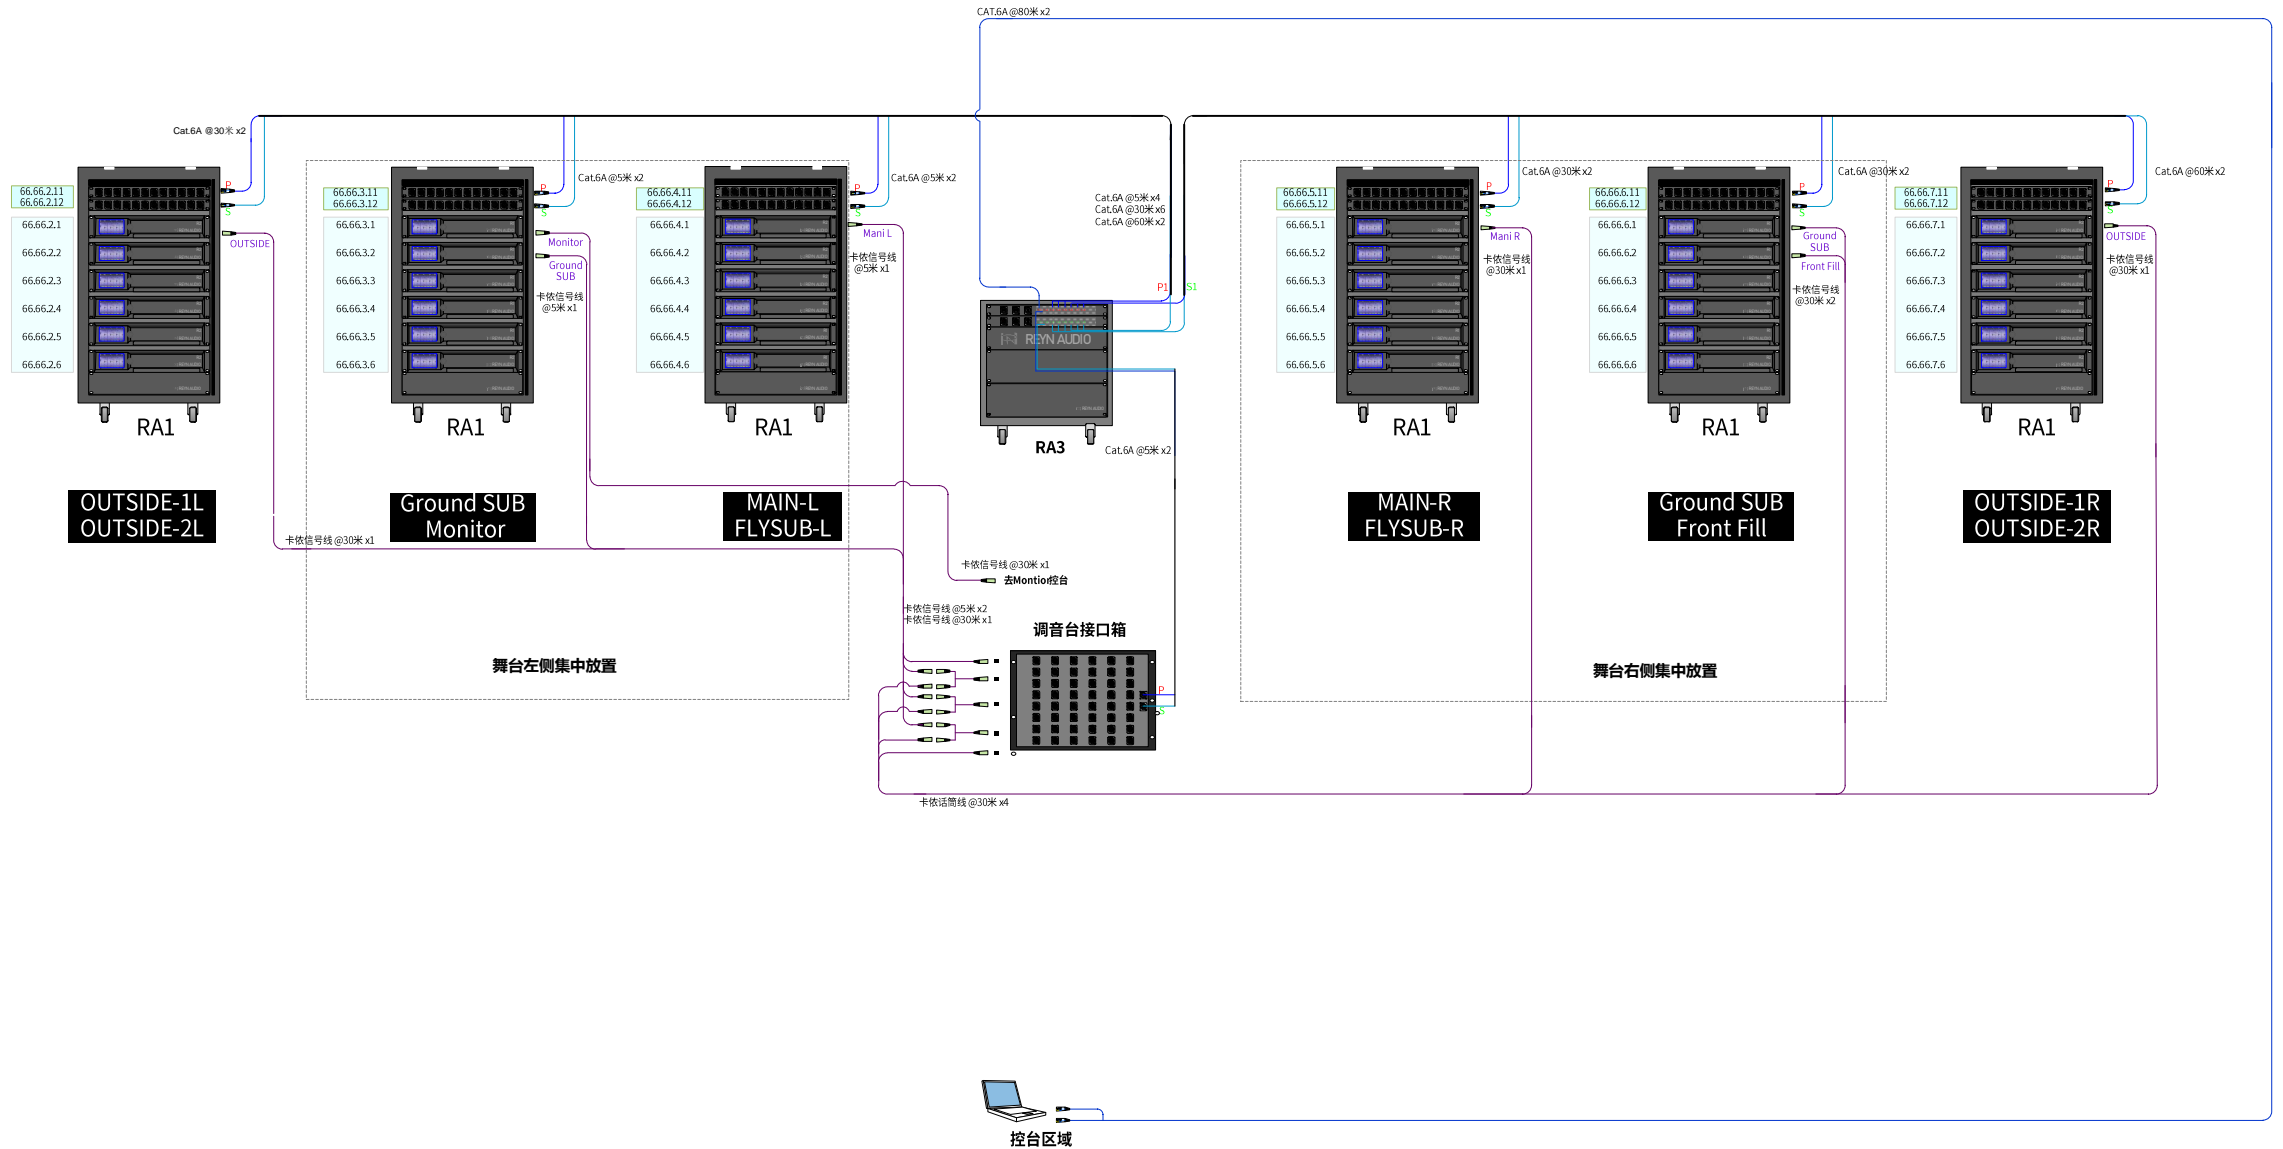 CAT.6A @80米 x2
Cat.6A @30米 x2
P
S
66.66.2.11
66.66.2.12
66.66.2.1
66.66.2.2
66.66.2.3
66.66.2.4
66.66.2.5
66.66.2.6
OUTSIDE
RA1
OUTSIDE-1L
OUTSIDE-2L
卡侬信号线 @30米 x1
Cat.6A @5米 x2
P
S
66.66.3.11
66.66.3.12
66.66.3.1
66.66.3.2
66.66.3.3
66.66.3.4
66.66.3.5
66.66.3.6
Monitor
Ground
SUB
卡侬信号线
@5米 x1
RA1
Ground SUB
Monitor
Cat.6A @5米 x2
P
S
66.66.4.11
66.66.4.12
66.66.4.1
66.66.4.2
66.66.4.3
66.66.4.4
66.66.4.5
66.66.4.6
Mani L
卡侬信号线
@5米 x1
RA1
MAIN-L
FLYSUB-L
舞台左侧集中放置
Cat.6A @5米 x4
Cat.6A @30米 x6
Cat.6A @60米 x2
P1
S1
REYN AUDIO
RA3
Cat.6A @5米 x2
卡侬信号线 @30米 x1
去Montior控台
卡侬信号线 @5米 x2
卡侬信号线 @30米 x1
调音台接口箱
P
S
卡侬话筒线 @30米 x4
Cat.6A @30米x2
P
S
66.66.5.11
66.66.5.12
66.66.5.1
66.66.5.2
66.66.5.3
66.66.5.4
66.66.5.5
66.66.5.6
Mani R
卡侬信号线
@30米 x1
RA1
MAIN-R
FLYSUB-R
Cat.6A @30米 x2
P
S
66.66.6.11
66.66.6.12
66.66.6.1
66.66.6.2
66.66.6.3
66.66.6.4
66.66.6.5
66.66.6.6
Ground
SUB
Front Fill
卡侬信号线
@30米 x2
RA1
Ground SUB
Front Fill
舞台右侧集中放置
Cat.6A @60米 x2
P
S
66.66.7.11
66.66.7.12
66.66.7.1
66.66.7.2
66.66.7.3
66.66.7.4
66.66.7.5
66.66.7.6
OUTSIDE
卡侬信号线
@30米 x1
RA1
OUTSIDE-1R
OUTSIDE-2R
控台区域